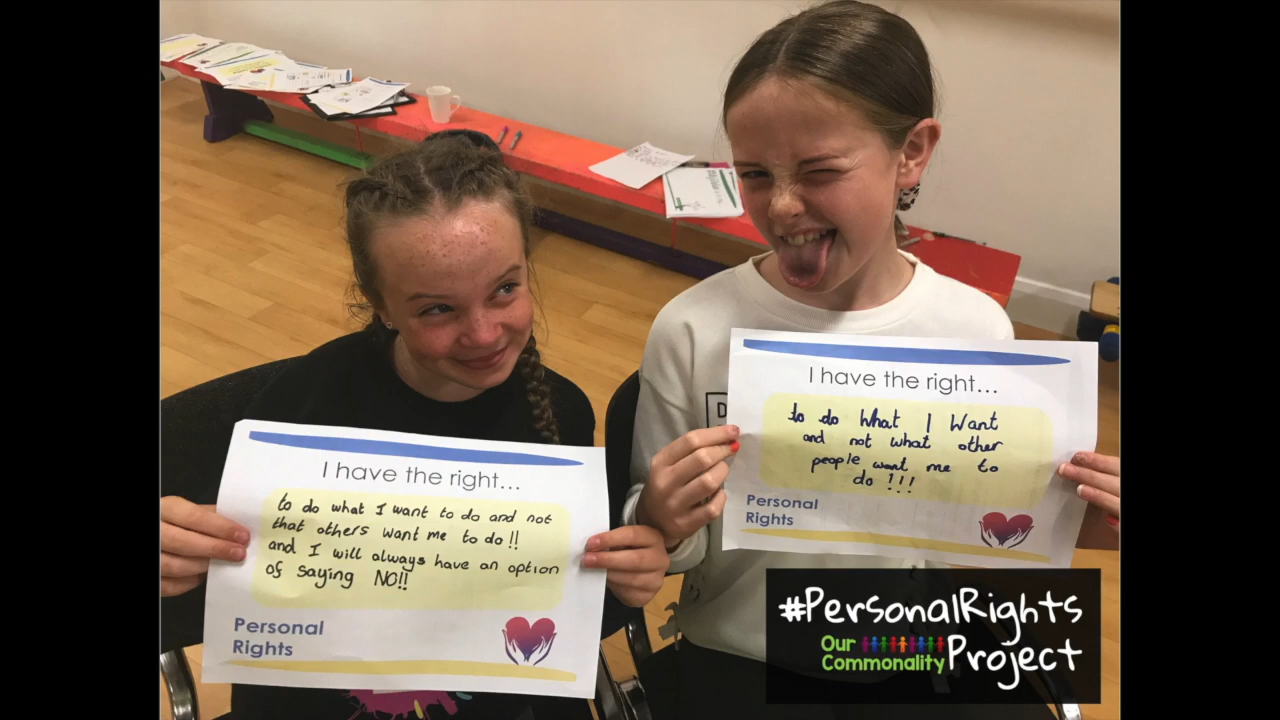 I have the right...
to do what I want to do and not
that others want me to do!!
and I will always have an option
of saying NO!!
Personal
Rights
I have the right...
to do what I want
and not what other
people want me to
do !!!
Personal
Rights
D
#PersonalRights
Our
Commonality
Project